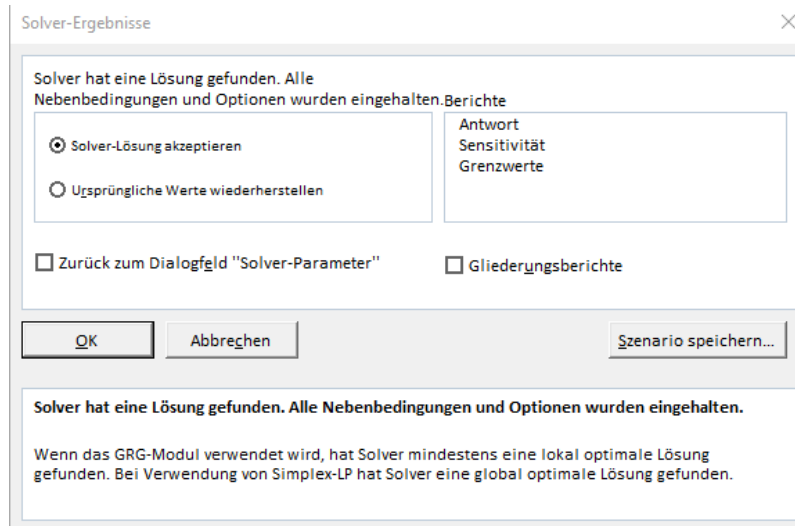 Solver-Ergebnisse
Solver hat eine Lösung gefunden. Alle
Nebenbedingungen und Optionen wurden eingehalten.
Berichte
Solver-Lösung akzeptieren
Ursprüngliche Werte wiederherstellen
Antwort
Sensitivität
Grenzwerte
Zurück zum Dialogfeld "Solver-Parameter"
Gliederungsberichte
OK
Abbrechen
Szenario speichern...
Solver hat eine Lösung gefunden. Alle Nebenbedingungen und Optionen wurden eingehalten.
Wenn das GRG-Modul verwendet wird, hat Solver mindestens eine lokal optimale Lösung
gefunden. Bei Verwendung von Simplex-LP hat Solver eine global optimale Lösung gefunden.